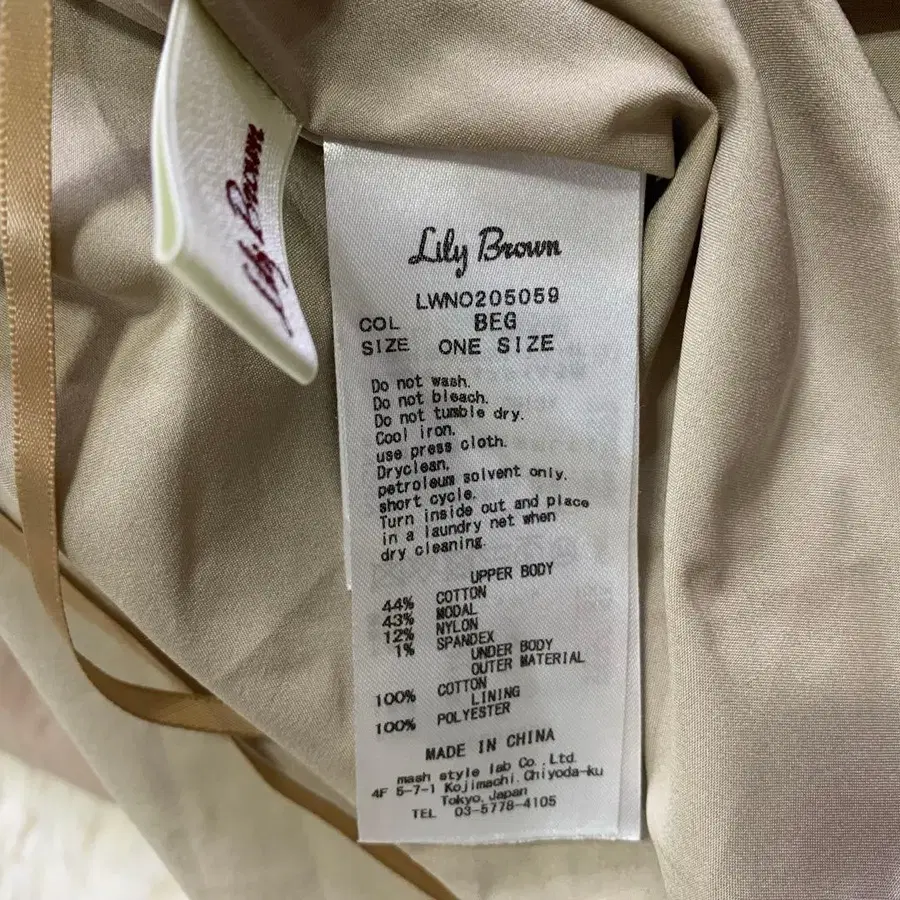 Lily Brown
Lily Brown
LWNO205059
COL BEG
SIZE ONE SIZE
Do not wash.
Do not bleach.
Do not tumble dry.
Cool iron.
use press cloth.
Dryclean,
petroleum solvent only.
short cycle.
Turn inside out and place
in a laundry net when
dry cleaning.
UPPER BODY
44% COTTON
43% MODAL
12% NYLON
1% SPANDEX
UNDER BODY
OUTER MATERIAL
100% COTTON
LINING
100% POLYESTER
MADE IN CHINA
mash style lab Co.,Ltd.
4F 5-7-1 Kojimachi,Chiyoda-ku
Tokyo,Japan
TEL 03-5778-4105